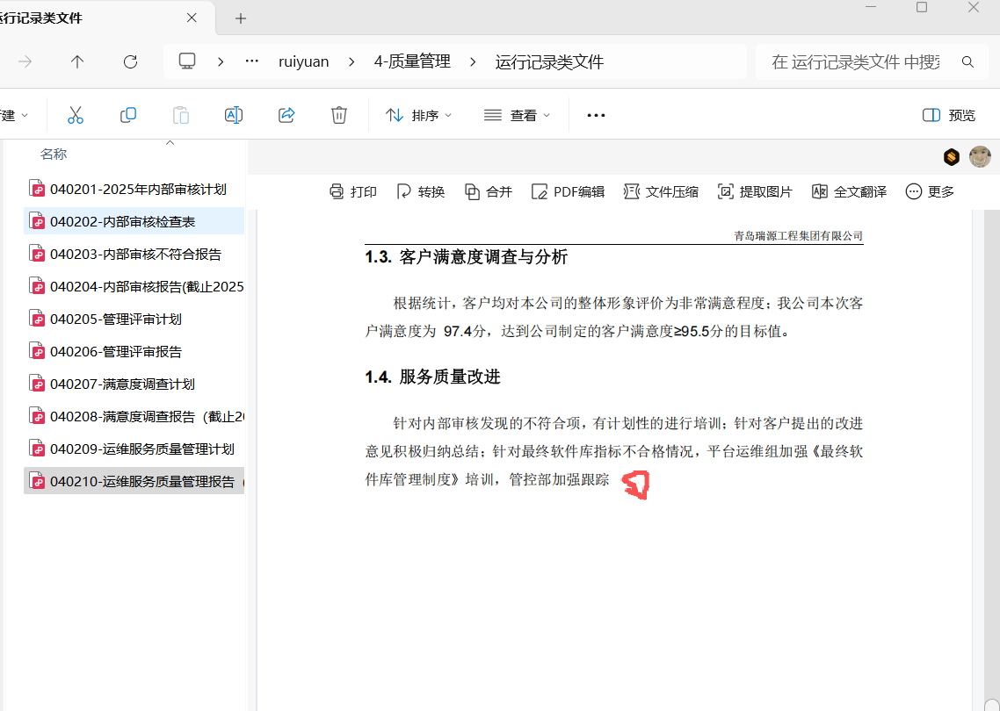 运行记录类文件
ruiyuan
4-质量管理
运行记录类文件
在 运行记录类文件 中搜
建
排序
查看
预览
名称
040201-2025年内部审核计划
040202-内部审核检查表
040203-内部审核不符合报告
040204-内部审核报告(截止2025
040205-管理评审计划
040206-管理评审报告
040207-满意度调查计划
040208-满意度调查报告（截止20
040209-运维服务质量管理计划
040210-运维服务质量管理报告（
打印
转换
合并
PDF编辑
文件压缩
提取图片
全文翻译
更多
青岛瑞源工程集团有限公司
1.3. 客户满意度调查与分析
根据统计，客户均对本公司的整体形象评价为非常满意程度；我公司本次客
户满意度为 97.4分，达到公司制定的客户满意度≥95.5分的目标值。
1.4. 服务质量改进
针对内部审核发现的不符合项，有计划性的进行培训；针对客户提出的改进
意见积极归纳总结；针对最终软件库指标不合格情况，平台运维组加强《最终软
件库管理制度》培训，管控部加强跟踪